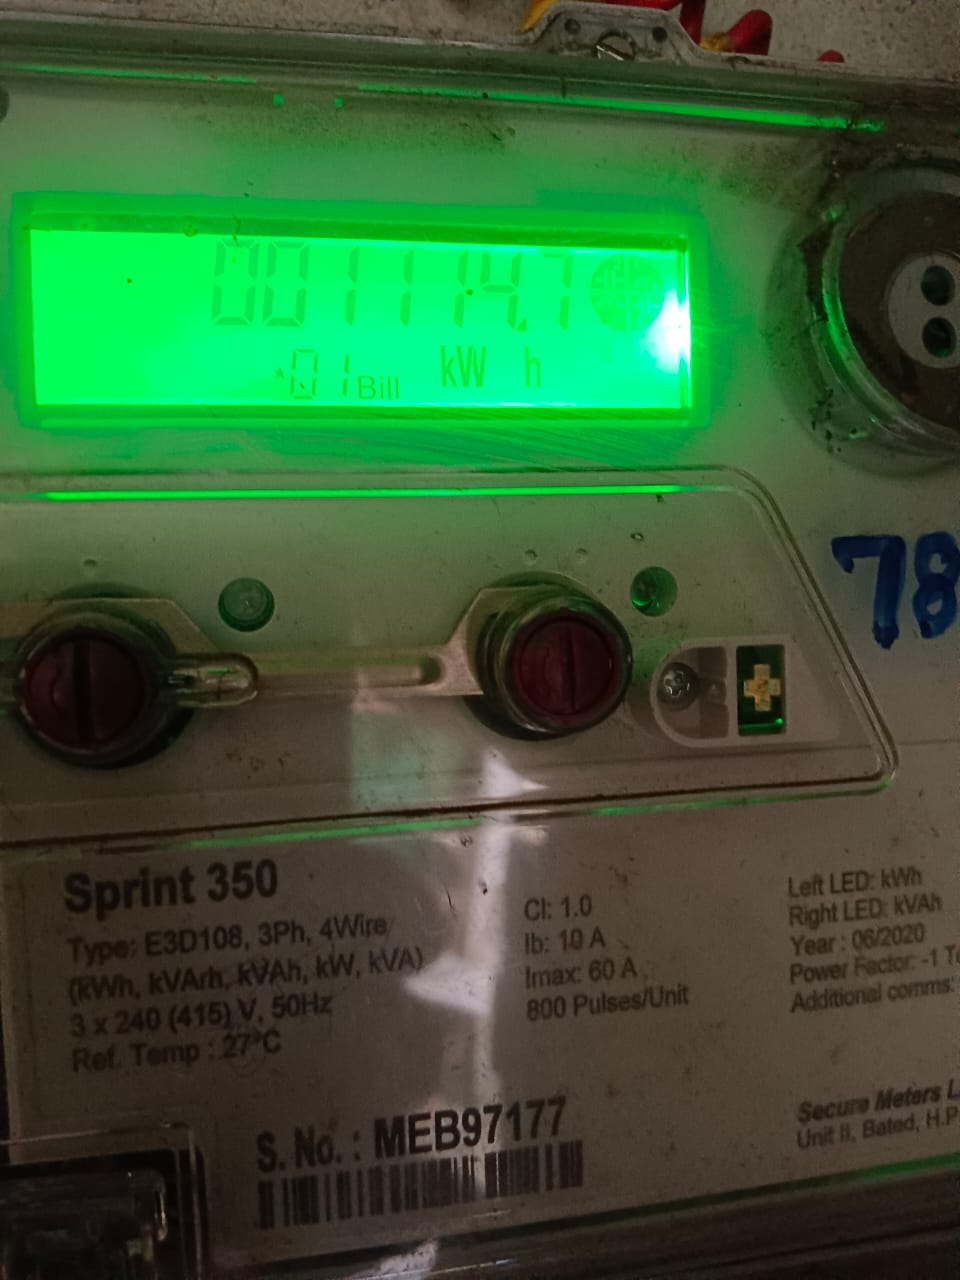 001114.7
01 Bill kW h
78
Sprint 350
Type: E3D108, 3Ph, 4Wire
(kWh, kVArh, kVAh, kW, kVA)
3 x 240 (415) V, 50Hz
Ref. Temp : 27°C
Cl: 1.0
Ib: 10 A
Imax: 60 A
800 Pulses/Unit
Left LED: kWh
Right LED: kVAh
Year : 06/2020
Power Factor: -1
Additional comms:
S. No. : MEB97177
Secure Meters
Unit II, Bated, H.P